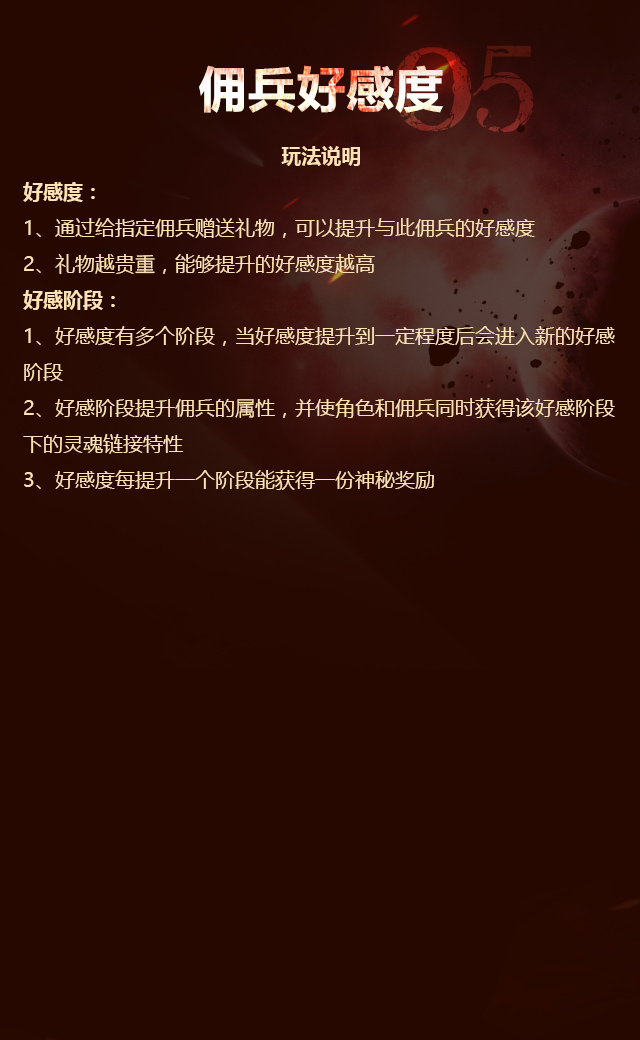 05
佣兵好感度
玩法说明
好感度：
1、通过给指定佣兵赠送礼物，可以提升与此佣兵的好感度
2、礼物越贵重，能够提升的好感度越高
好感阶段：
1、好感度有多个阶段，当好感度提升到一定程度后会进入新的好感
阶段
2、好感阶段提升佣兵的属性，并使角色和佣兵同时获得该好感阶段
下的灵魂链接特性
3、好感度每提升一个阶段能获得一份神秘奖励